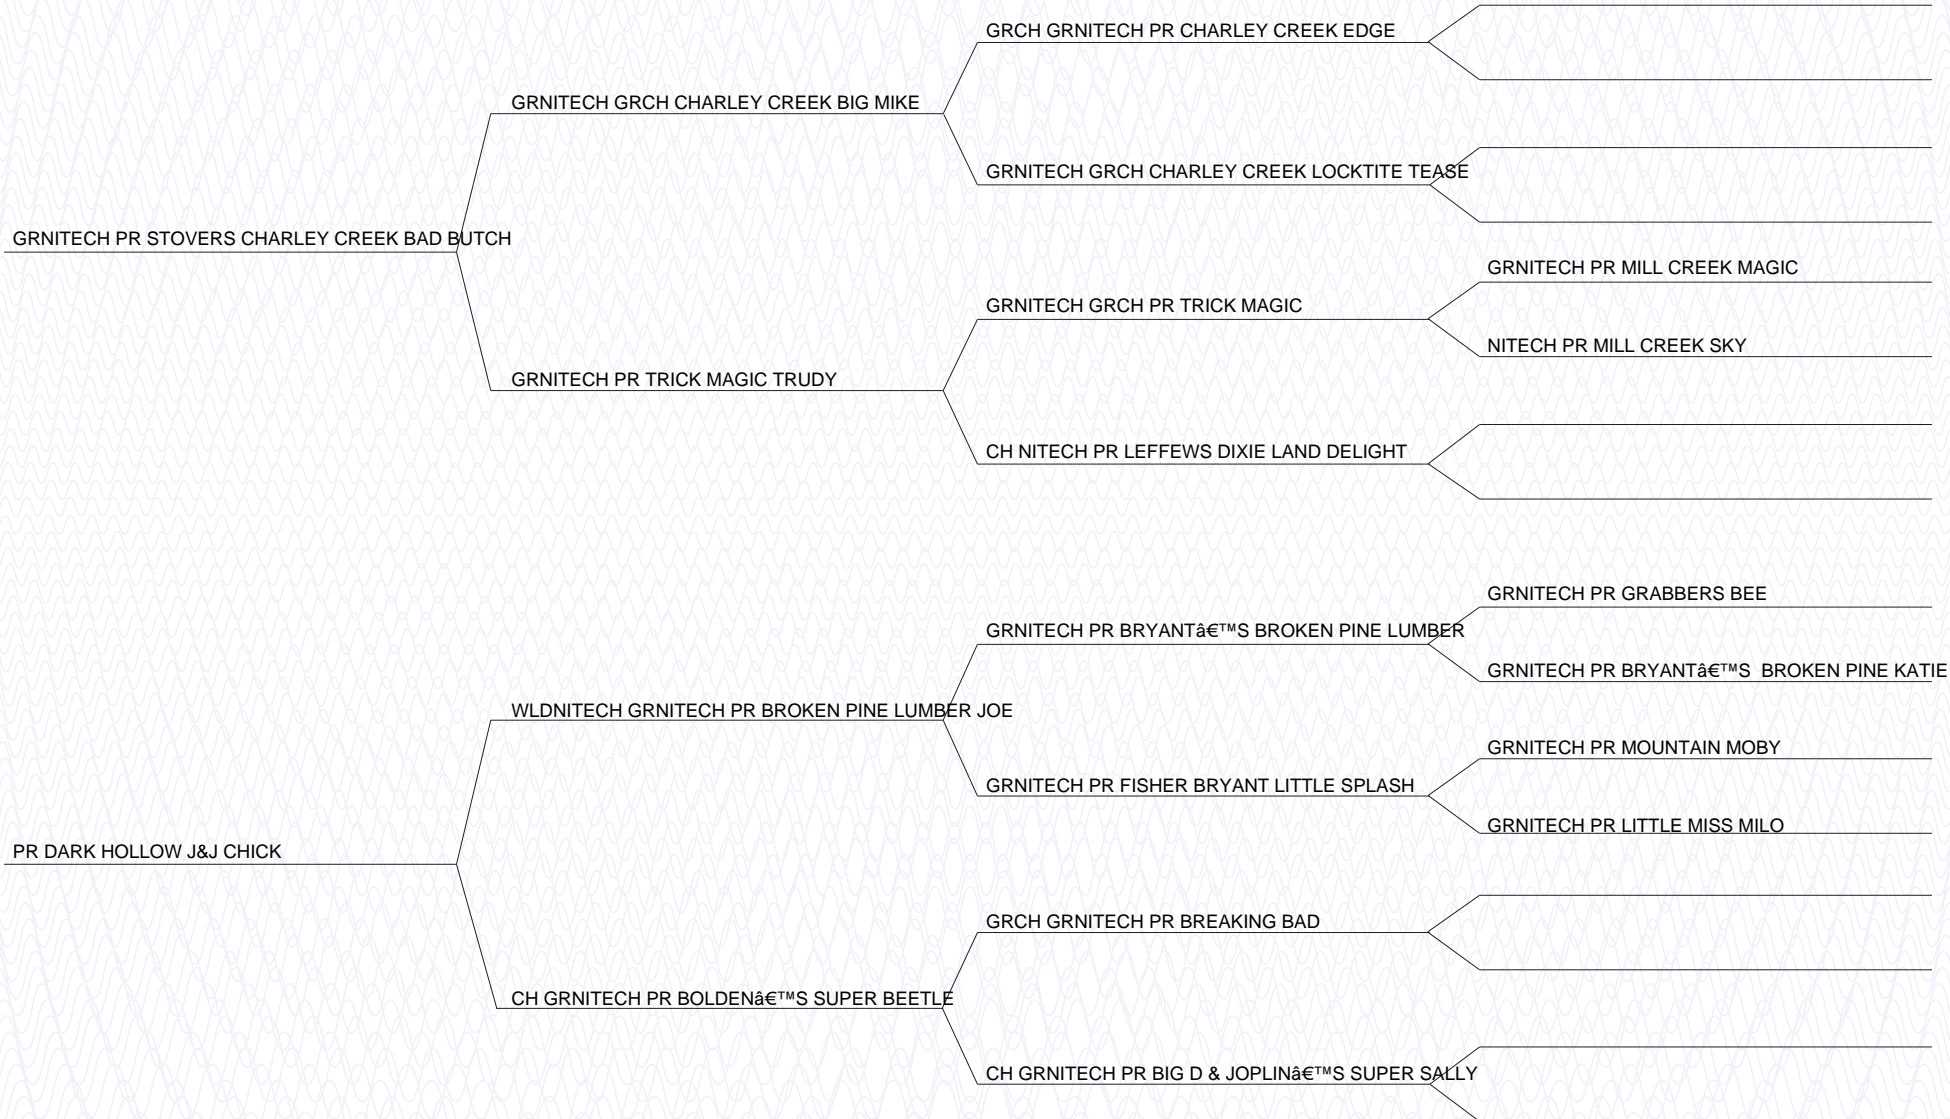 GRCH GRNITECH PR CHARLEY CREEK EDGE
GRNITECH GRCH CHARLEY CREEK BIG MIKE
GRNITECH GRCH CHARLEY CREEK LOCKTITE TEASE
GRNITECH PR STOVERS CHARLEY CREEK BAD BUTCH
GRNITECH PR MILL CREEK MAGIC
GRNITECH GRCH PR TRICK MAGIC
NITECH PR MILL CREEK SKY
GRNITECH PR TRICK MAGIC TRUDY
CH NITECH PR LEFFEWS DIXIE LAND DELIGHT
GRNITECH PR GRABBERS BEE
GRNITECH PR BRYANTâ€™S BROKEN PINE LUMBER
GRNITECH PR BRYANTâ€™S  BROKEN PINE KATIE
WLDNITECH GRNITECH PR BROKEN PINE LUMBER JOE
GRNITECH PR MOUNTAIN MOBY
GRNITECH PR FISHER BRYANT LITTLE SPLASH
GRNITECH PR LITTLE MISS MILO
PR DARK HOLLOW J&J CHICK
GRCH GRNITECH PR BREAKING BAD
CH GRNITECH PR BOLDENâ€™S SUPER BEETLE
CH GRNITECH PR BIG D & JOPLINâ€™S SUPER SALLY